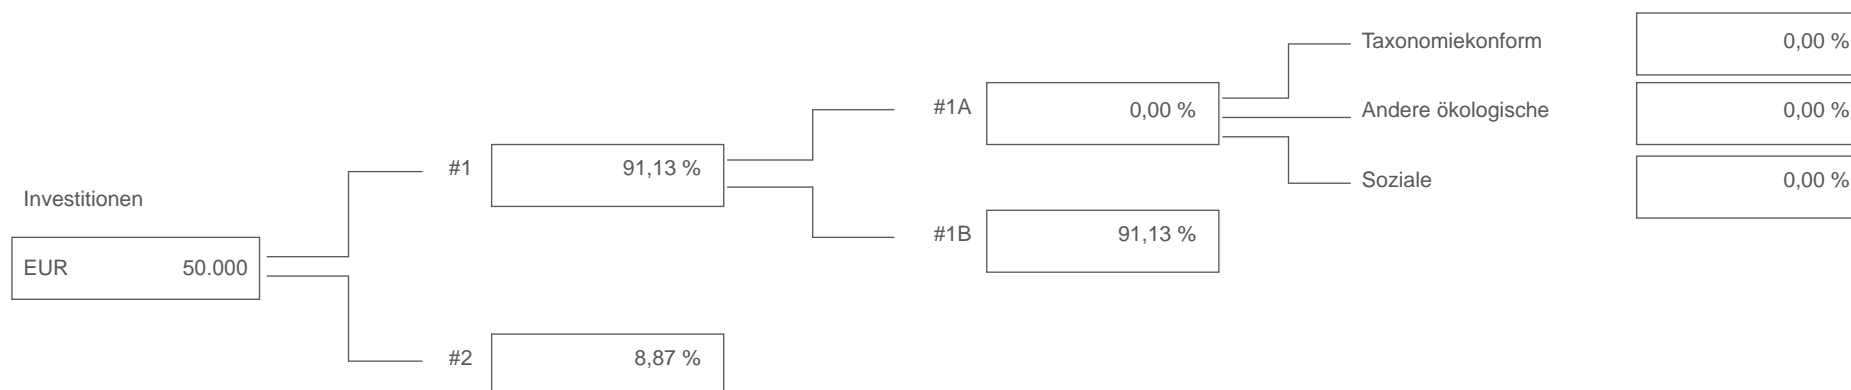 Taxonomiekonform 0,00 %
#1A 0,00 % Andere ökologische 0,00 %
#1 91,13 % Soziale 0,00 %
Investitionen
#1B 91,13 %
EUR 50.000
#2 8,87 %